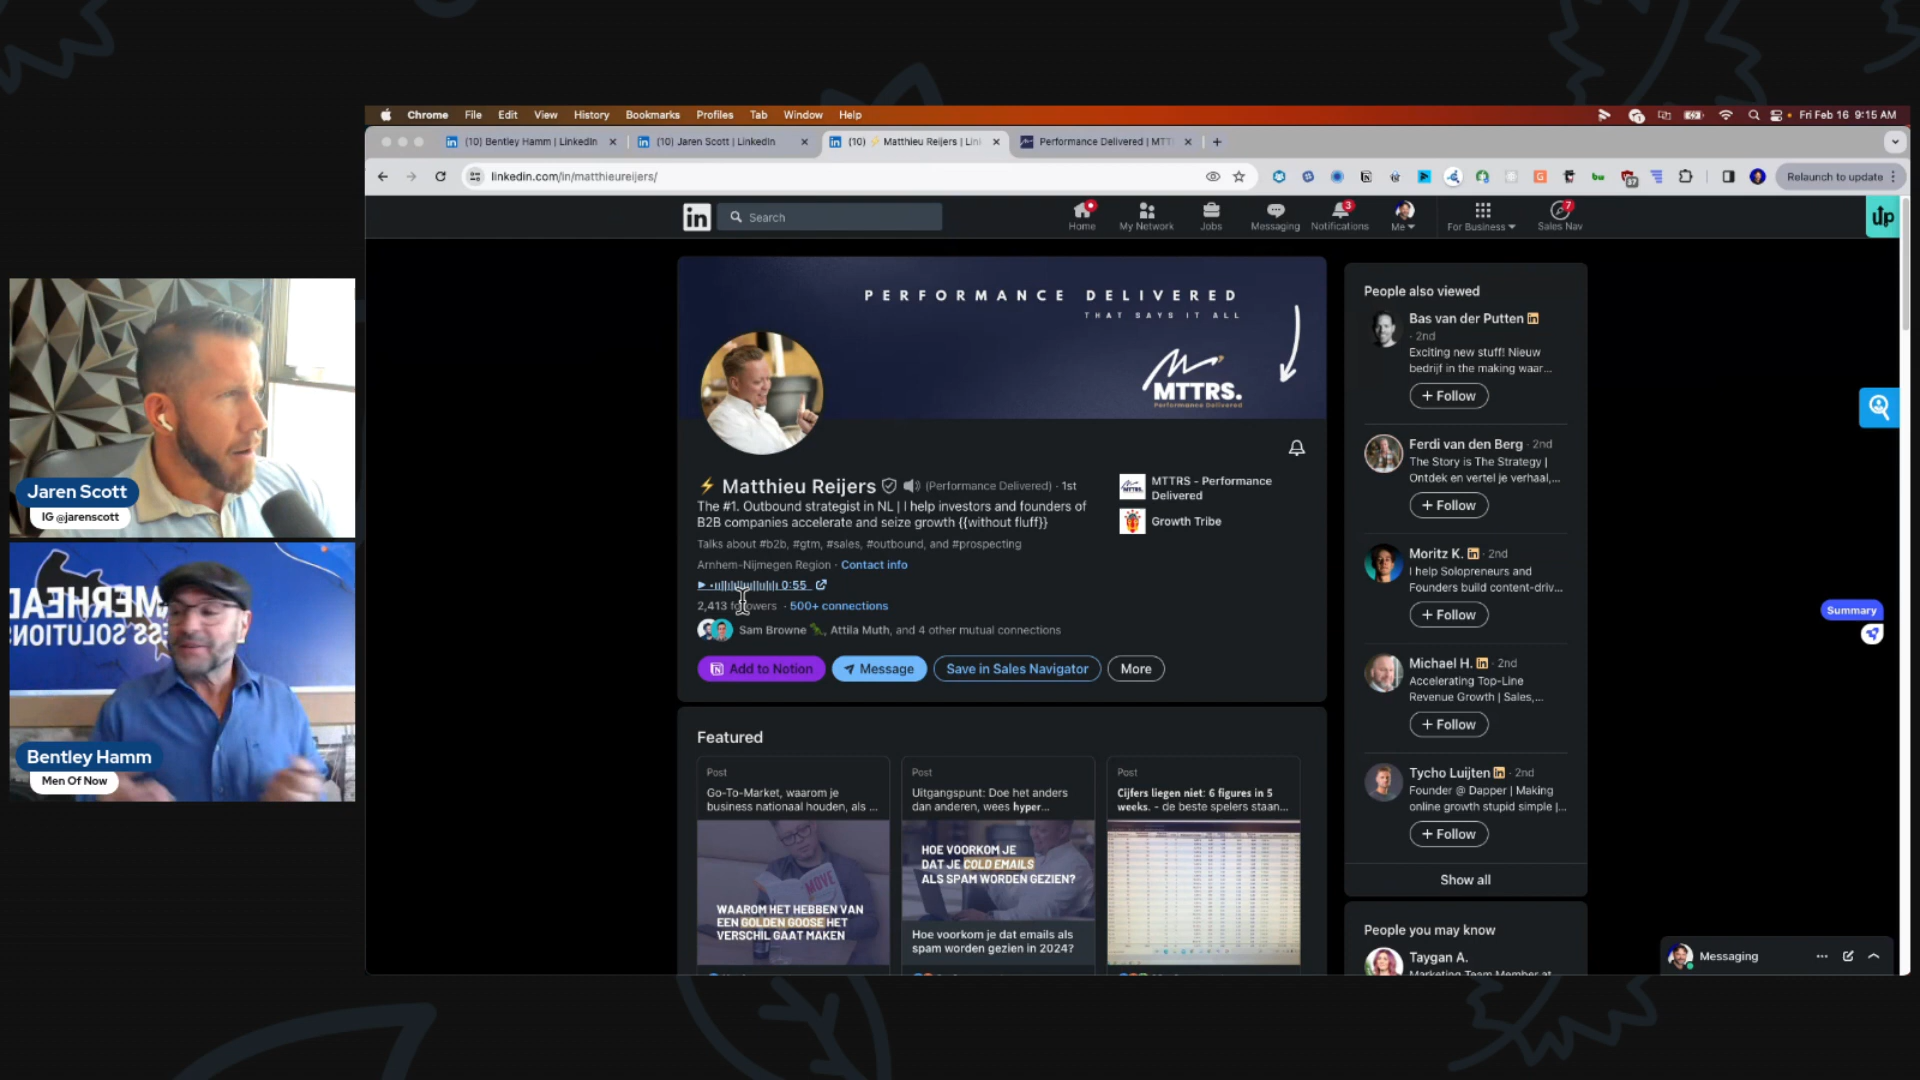 Chrome File Edit View History Bookmarks Profiles Tab Window Help
Fri Feb 16 9:15 AM
(10) Bentley Hamm | LinkedIn
(10) Jaren Scott | LinkedIn
(10) ⚡ Matthieu Reijers | Lin
Performance Delivered | MTT
linkedin.com/in/matthieureijers/
Relaunch to update
in
Search
Home
My Network
Jobs
Messaging
3
Notifications
Me
For Business
7
Sales Nav
up
PERFORMANCE DELIVERED
THAT SAYS IT ALL
MTTRS.
Performance Delivered
⚡ Matthieu Reijers (Performance Delivered) · 1st
The #1. Outbound strategist in NL | I help investors and founders of
B2B companies accelerate and seize growth {{without fluff}}
Talks about #b2b, #gtm, #sales, #outbound, and #prospecting
Arnhem-Nijmegen Region · Contact info
0:55
2,413 followers · 500+ connections
Sam Browne 🦖, Attila Muth, and 4 other mutual connections
Add to Notion
Message
Save in Sales Navigator
More
MTTRS - Performance
Delivered
Growth Tribe
Featured
Post
Go-To-Market, waarom je
business nationaal houden, als ...
MOVE
WAAROM HET HEBBEN VAN
EEN GOLDEN GOOSE HET
VERSCHIL GAAT MAKEN
Post
Uitgangspunt: Doe het anders
dan anderen, wees hyper...
HOE VOORKOM JE
DAT JE COLD EMAILS
ALS SPAM WORDEN GEZIEN?
Hoe voorkom je dat emails als
spam worden gezien in 2024?
Post
Cijfers liegen niet: 6 figures in 5
weeks. - de beste spelers staan...
People also viewed
Bas van der Putten
· 2nd
Exciting new stuff! Nieuw
bedrijf in the making waar...
+ Follow
Ferdi van den Berg · 2nd
The Story is The Strategy |
Ontdek en vertel je verhaal,...
+ Follow
Moritz K. · 2nd
I help Solopreneurs and
Founders build content-driv...
+ Follow
Michael H. · 2nd
Accelerating Top-Line
Revenue Growth | Sales,...
+ Follow
Tycho Luijten · 2nd
Founder @ Dapper | Making
online growth stupid simple |...
+ Follow
Show all
People you may know
Taygan A.
Marketing Team Member at
Summary
Messaging
Jaren Scott
IG @jarenscott
Bentley Hamm
Men Of Now